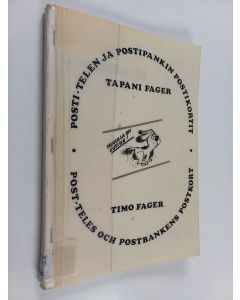 POSTI-TELEN JA POSTIPANKIN POSTIKORTIT
TAPANI FAGER
TIMO FAGER
POST-TELES OCH POSTBANKENS POSTKORT